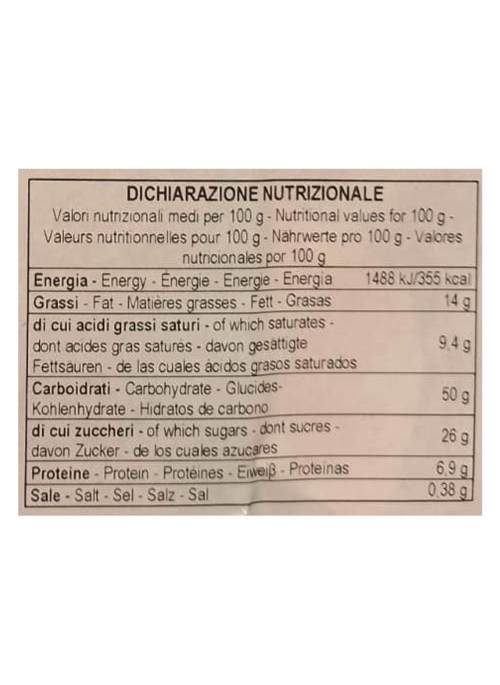 DICHIARAZIONE NUTRIZIONALE
Valori nutrizionali medi per 100 g - Nutritional values for 100 g -
Valeurs nutritionnelles pour 100 g - Nährwerte pro 100 g - Valores
nutricionales por 100 g
Energia - Energy - Énergie - Energie - Energía 1488 kJ/355 kcal
Grassi - Fat - Matières grasses - Fett - Grasas 14 g
di cui acidi grassi saturi - of which saturates -
dont acides gras saturés - davon gesättigte 9,4 g
Fettsäuren - de las cuales ácidos grasos saturados
Carboidrati - Carbohydrate - Glucides-
Kohlenhydrate - Hidratos de carbono 50 g
di cui zuccheri - of which sugars - dont sucres -
davon Zucker - de los cuales azucares 26 g
Proteine - Protein - Protéines - Eiweiß - Proteinas 6,9 g
Sale - Salt - Sel - Salz - Sal 0,38 g